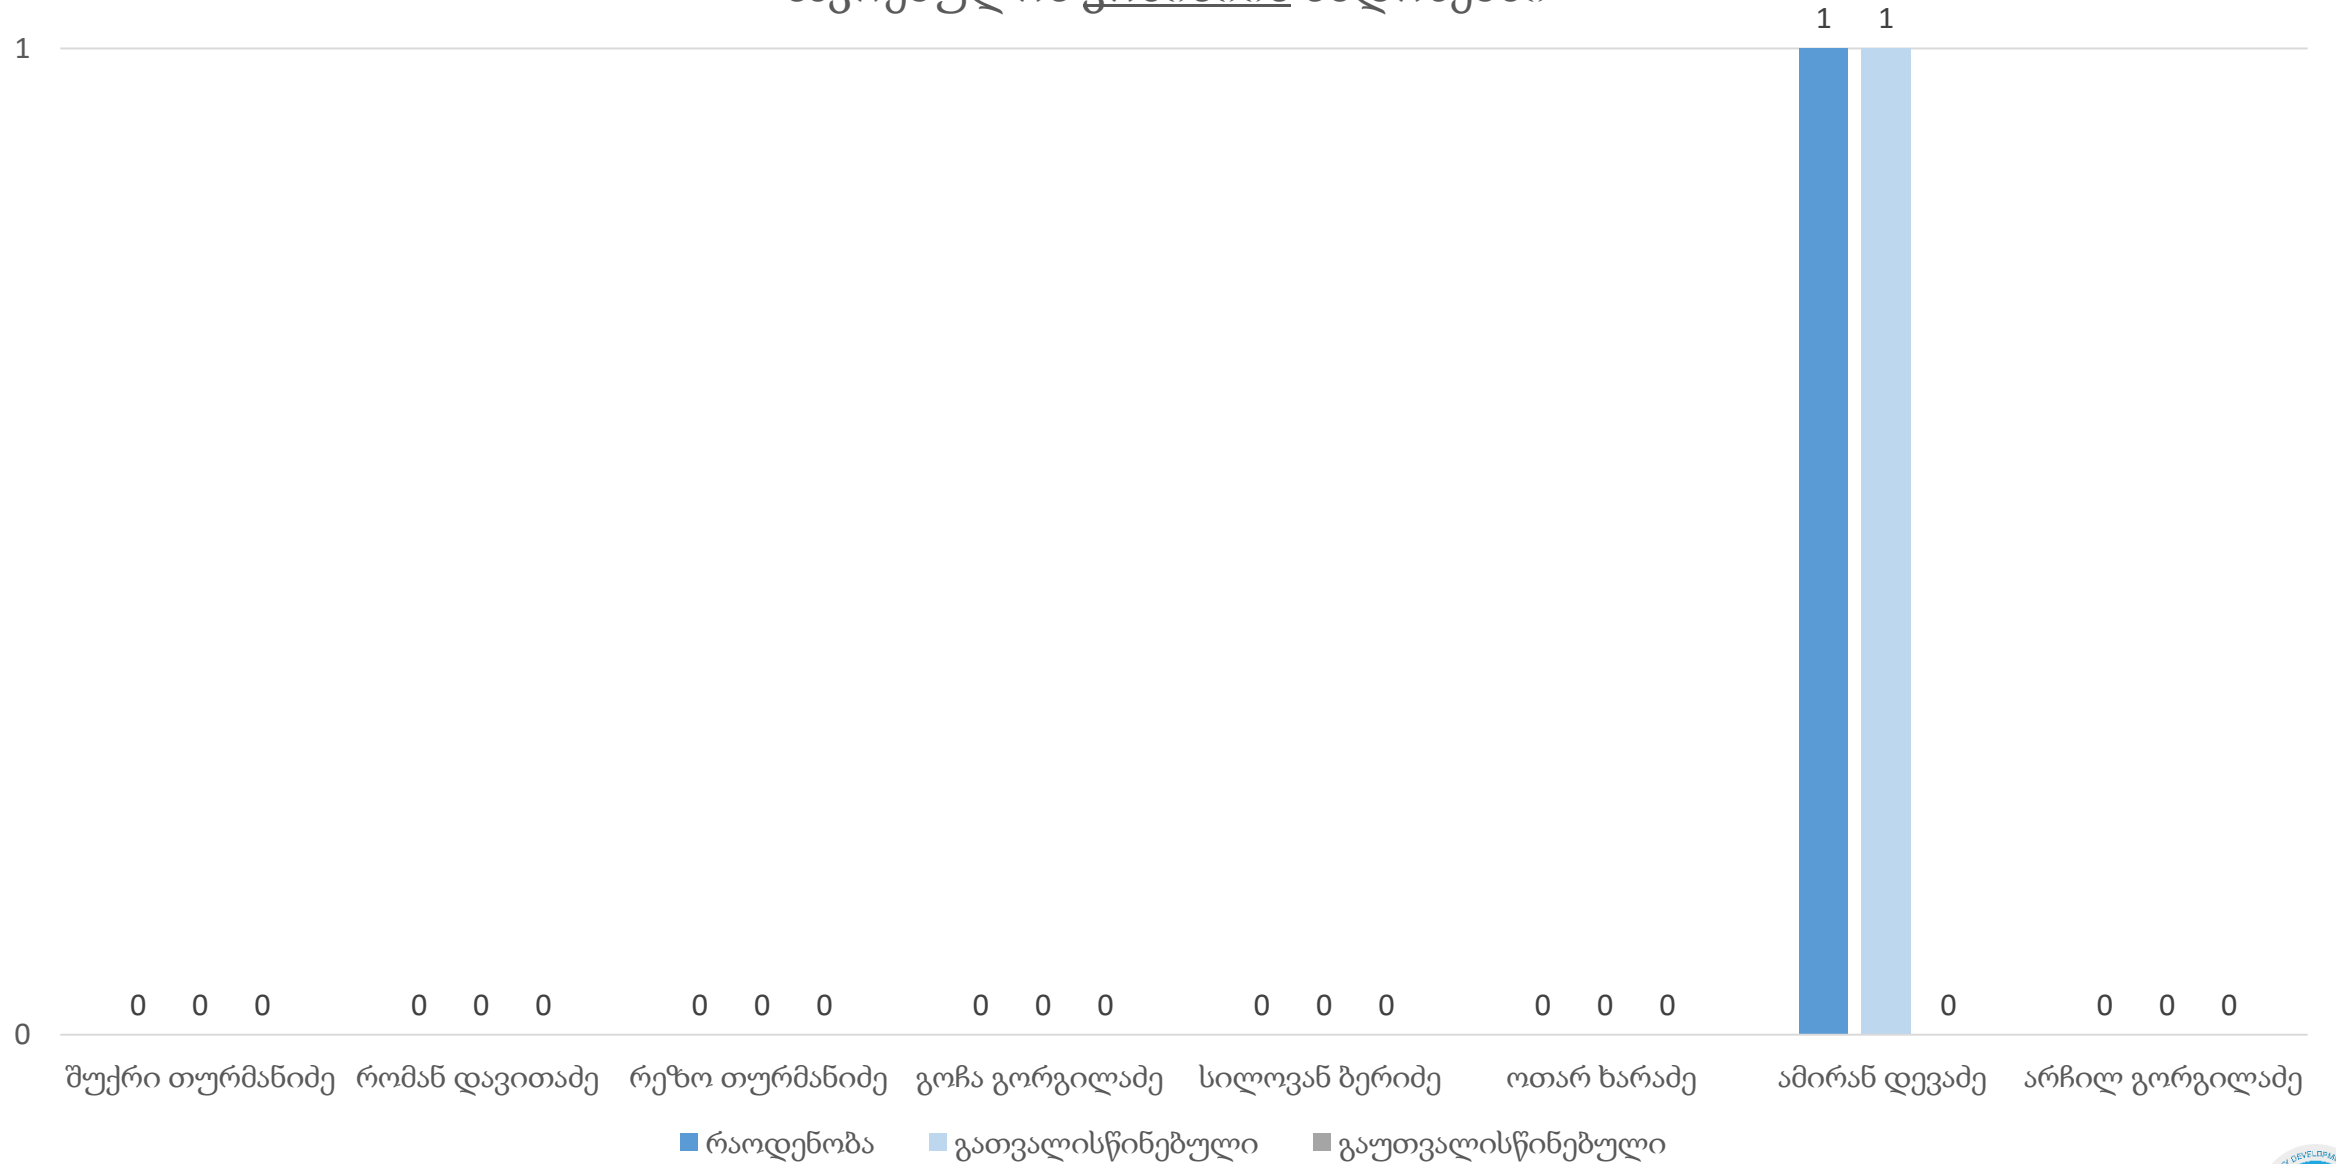 1 1
1
0 0 0 0 0 0 0 0 0 0 0 0 0 0 0 0 0 0 0 0 0 0
0
შუქრი თურმანიძე რომან დავითაძე რეზო თურმანიძე გოჩა გორგილაძე სილოვან ბერიძე ოთარ ხარაძე ამირან დევაძე არჩილ გორგილაძე
რაოდენობა გათვალისწინებული გაუთვალისწინებული